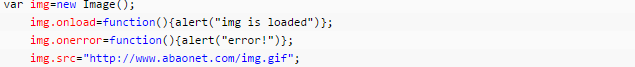 var img=new Image();
img.onload=function(){alert("img is loaded")};
img.onerror=function(){alert("error!")};
img.src="http://www.abaonet.com/img.gif";